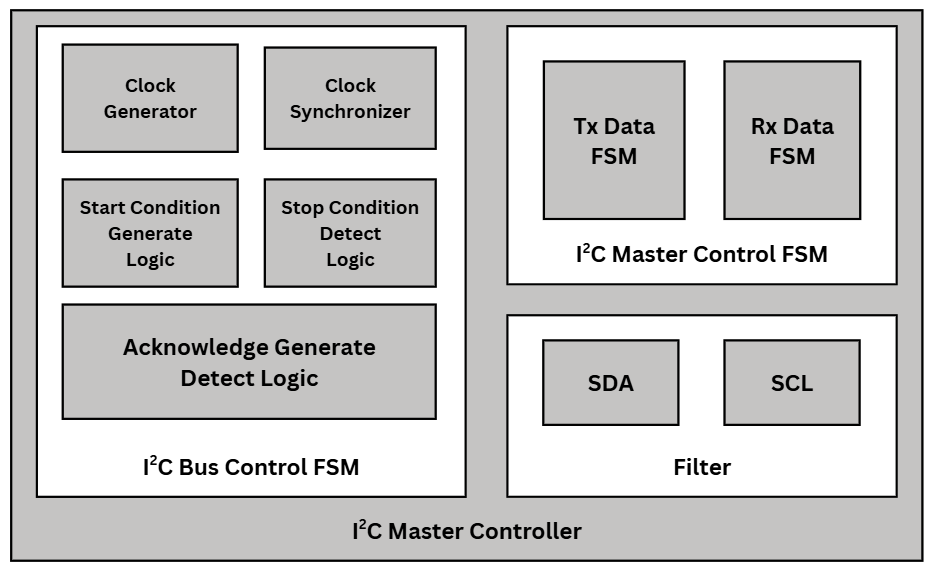 Clock
Generator
Clock
Synchronizer
Start Condition
Generate
Logic
Stop Condition
Detect
Logic
Acknowledge Generate
Detect Logic
I²C Bus Control FSM
Tx Data
FSM
Rx Data
FSM
I²C Master Control FSM
SDA
SCL
Filter
I²C Master Controller